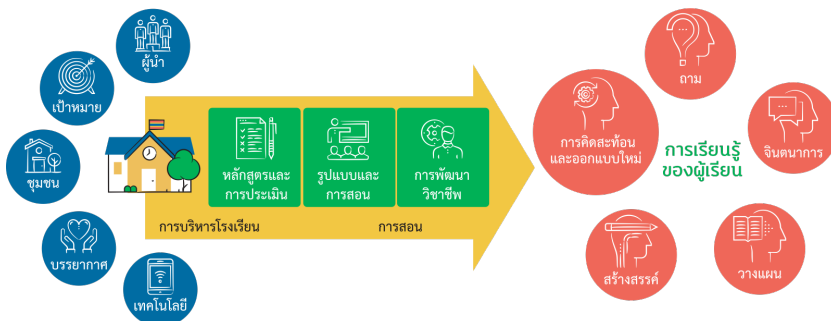 ผู้นำ
เป้าหมาย
ชุมชน
บรรยากาศ
เทคโนโลยี
หลักสูตรและ
การประเมิน
รูปแบบและ
การสอน
การพัฒนา
วิชาชีพ
การบริหารโรงเรียน
การสอน
การคิดสะท้อน
และออกแบบใหม่
ถาม
จินตนาการ
วางแผน
สร้างสรรค์
การเรียนรู้
ของผู้เรียน